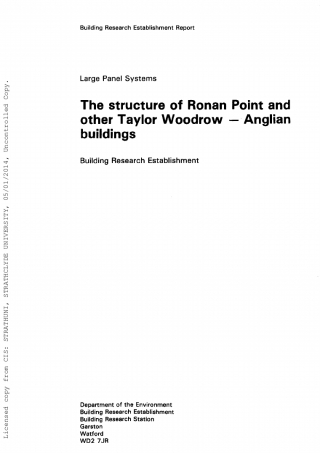 Building Research Establishment Report
Large Panel Systems
The structure of Ronan Point and
other Taylor Woodrow — Anglian
buildings
Building Research Establishment
Department of the Environment
Building Research Establishment
Building Research Station
Garston
Watford
WD2 7JR
Licensed copy from CIS: STRATHUNI, STRATHCLYDE UNIVERSITY, 05/01/2014, Uncontrolled Copy.